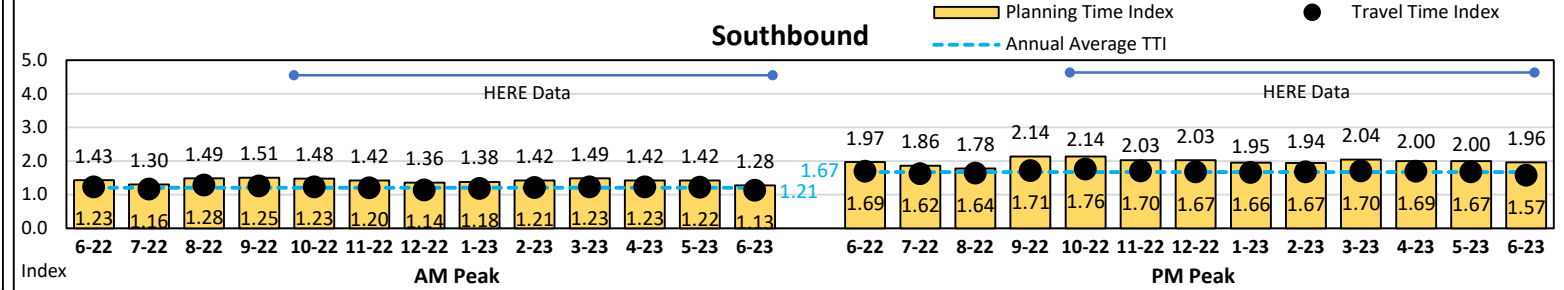 Planning Time Index Travel Time Index
Southbound
Annual Average TTI
5.0
4.0
3.0
2.0
1.0
0.0
HERE Data HERE Data
1.43 1.30 1.49 1.51 1.48 1.42 1.36 1.38 1.42 1.49 1.42 1.42 1.28
1.97 1.86 1.78 2.14 2.14 2.03 2.03 1.95 1.94 2.04 2.00 2.00 1.96
1.67
1.21
1.23 1.16 1.28 1.25 1.23 1.20 1.14 1.18 1.21 1.23 1.23 1.22 1.13
1.69 1.62 1.64 1.71 1.76 1.70 1.67 1.66 1.67 1.70 1.69 1.67 1.57
6-22 7-22 8-22 9-22 10-22 11-22 12-22 1-23 2-23 3-23 4-23 5-23 6-23
6-22 7-22 8-22 9-22 10-22 11-22 12-22 1-23 2-23 3-23 4-23 5-23 6-23
Index
AM Peak PM Peak